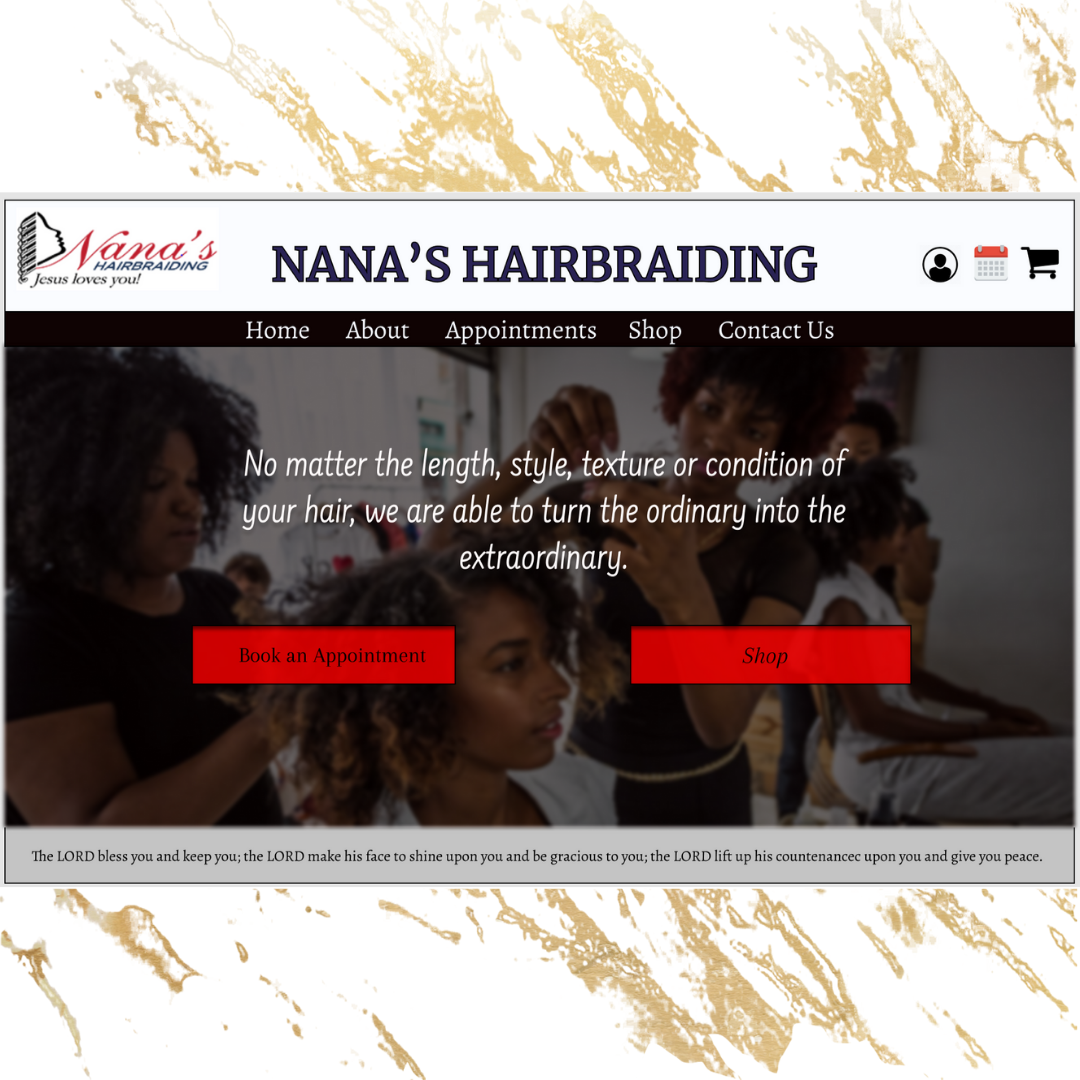 Nana's
HAIRBRAIDING
Jesus loves you!
NANA’S HAIRBRAIDING
Home About Appointments Shop Contact Us
No matter the length, style, texture or condition of
your hair, we are able to turn the ordinary into the
extraordinary.
Book an Appointment Shop
The LORD bless you and keep you; the LORD make his face to shine upon you and be gracious to you; the LORD lift up his countenancec upon you and give you peace.